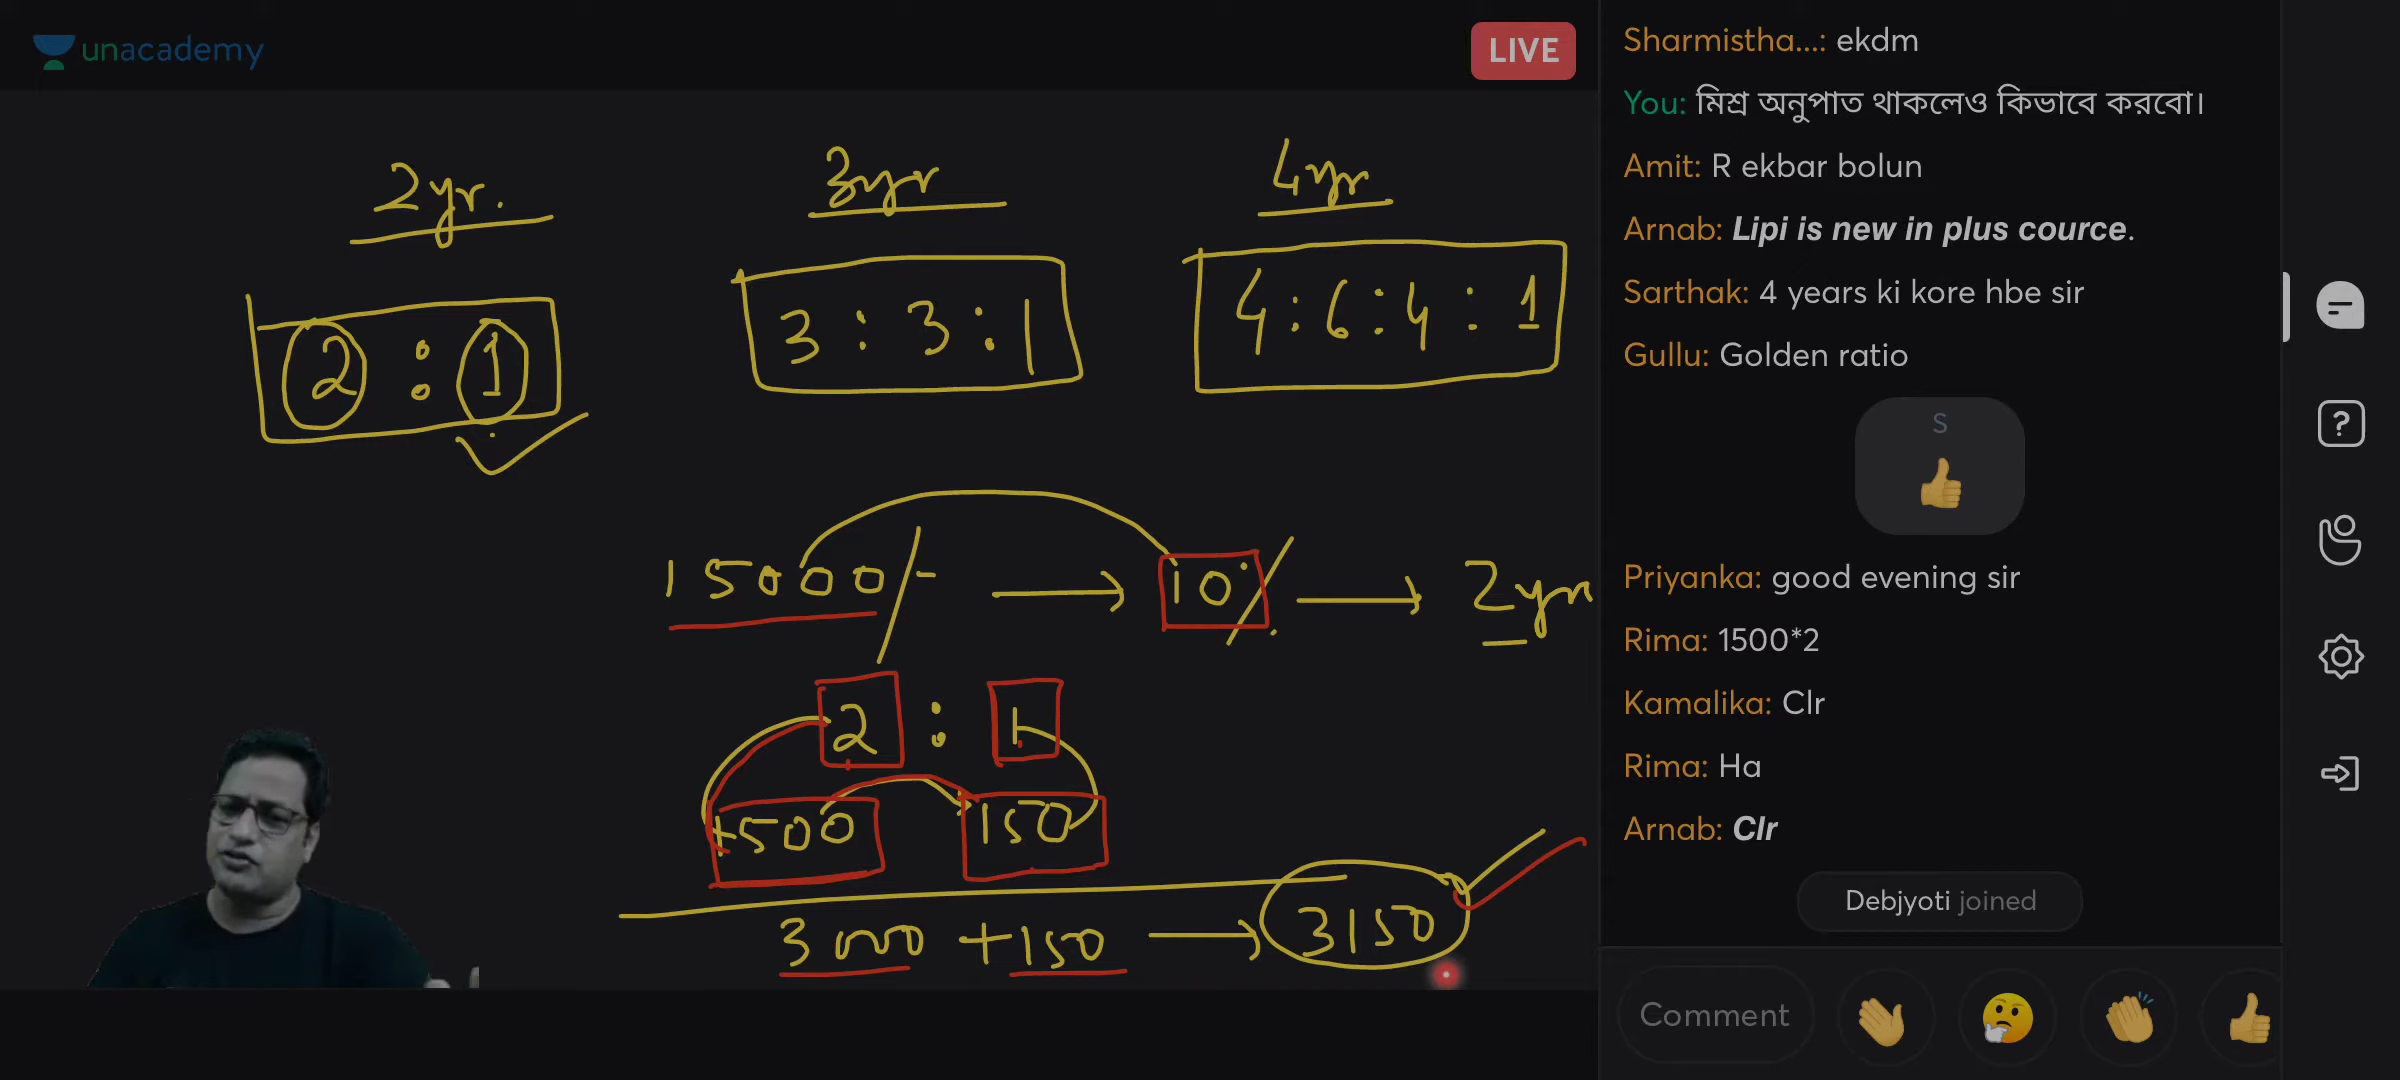 unacademy
LIVE
2yr.
3yr
4yr
2 : 1
3 : 3 : 1
4 : 6 : 4 : 1
15000/- → 10% → 2yr
2 : 1
1500 150
3000 + 150 → 3150
Sharmistha...: ekdm
You: মিশ্র অনুপাত থাকলেও কিভাবে করবো।
Amit: R ekbar bolun
Arnab: Lipi is new in plus cource.
Sarthak: 4 years ki kore hbe sir
Gullu: Golden ratio
S
Priyanka: good evening sir
Rima: 1500*2
Kamalika: Clr
Rima: Ha
Arnab: Clr
Debjyoti joined
Comment